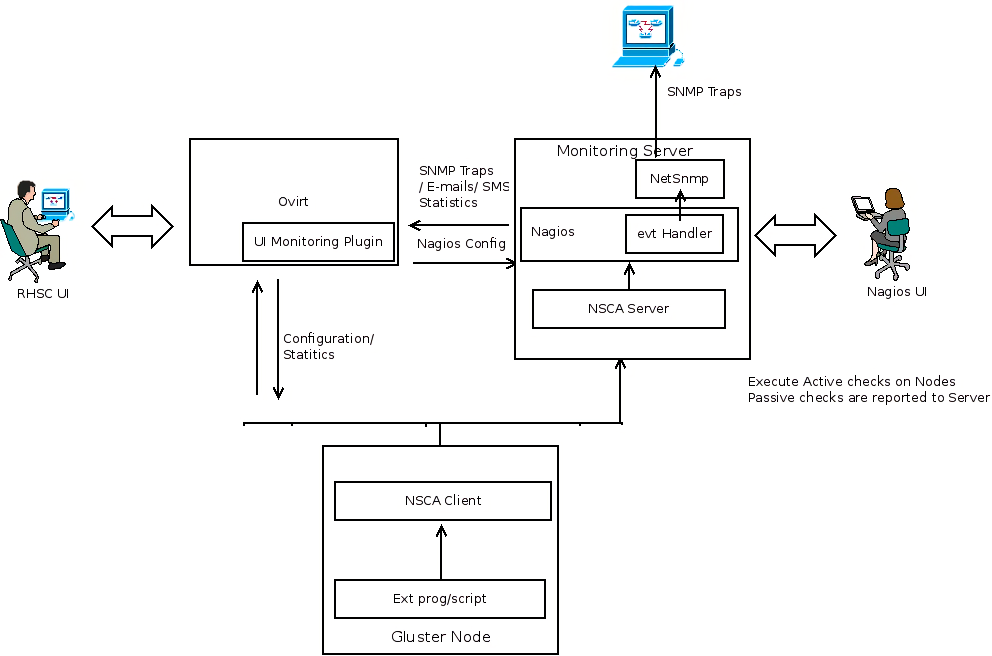 SNMP Traps
Monitoring Server
SNMP Traps
/ E-mails/ SMS
Statistics
NetSnmp
Ovirt
Nagios
evt Handler
UI Monitoring Plugin
Nagios Config
RHSC UI
Nagios UI
NSCA Server
Configuration/
Statitics
Execute Active checks on Nodes
Passive checks are reported to Server
NSCA Client
Ext prog/script
Gluster Node